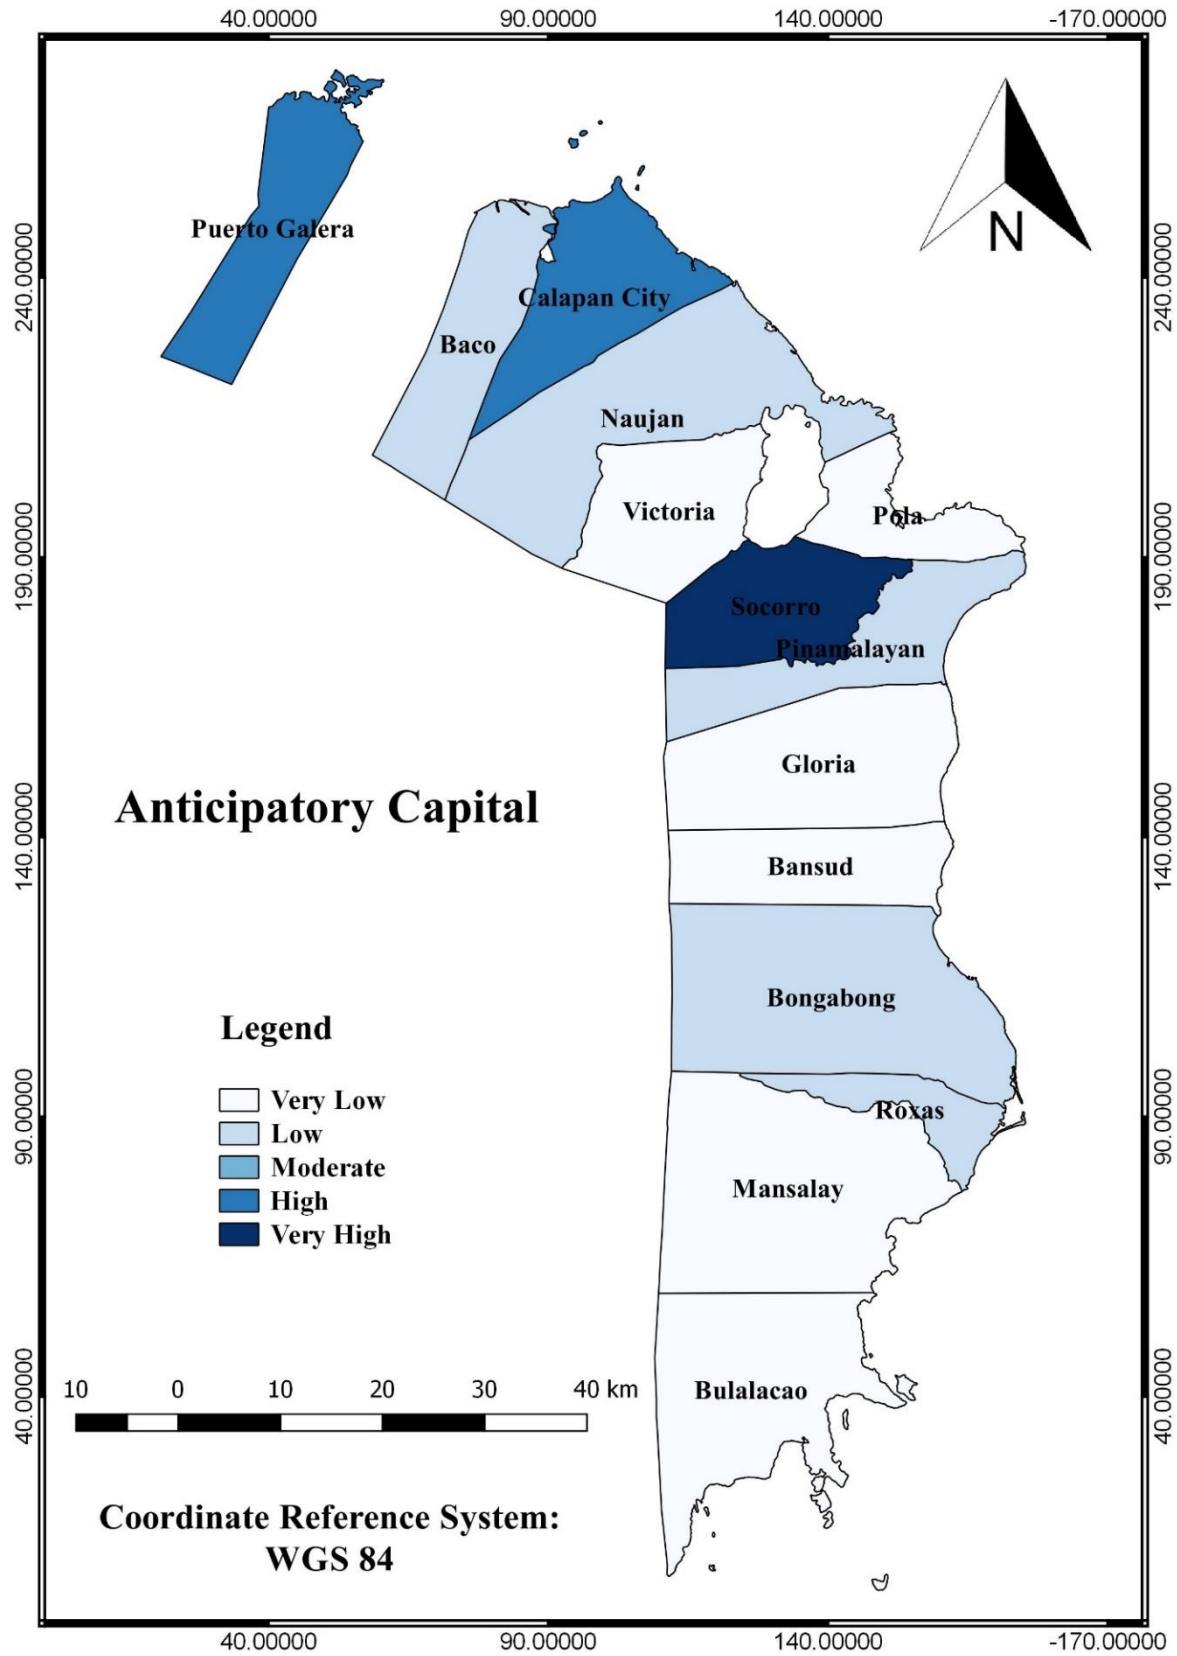 40.00000 90.00000 140.00000 -170.00000
N
Puerto Galera
240.00000
240.00000
Calapan City
Baco
Naujan
Victoria
Pola
190.00000
190.00000
Socorro
Pinamalayan
Gloria
Anticipatory Capital
140.00000
140.00000
Bansud
Bongabong
Legend
Very Low
Low
Moderate
High
Very High
Roxas
90.00000
90.00000
Mansalay
10 0 10 20 30 40 km
Bulalacao
40.00000
40.00000
Coordinate Reference System:
WGS 84
40.00000 90.00000 140.00000 -170.00000